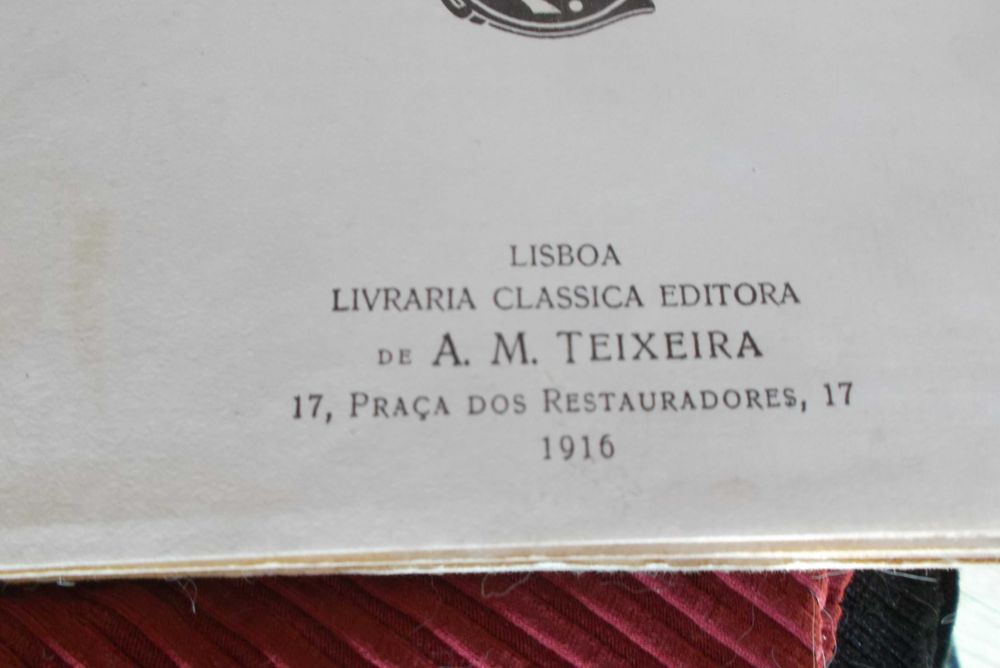 LISBOA
LIVRARIA CLASSICA EDITORA
DE A. M. TEIXEIRA
17, PRAÇA DOS RESTAURADORES, 17
1916